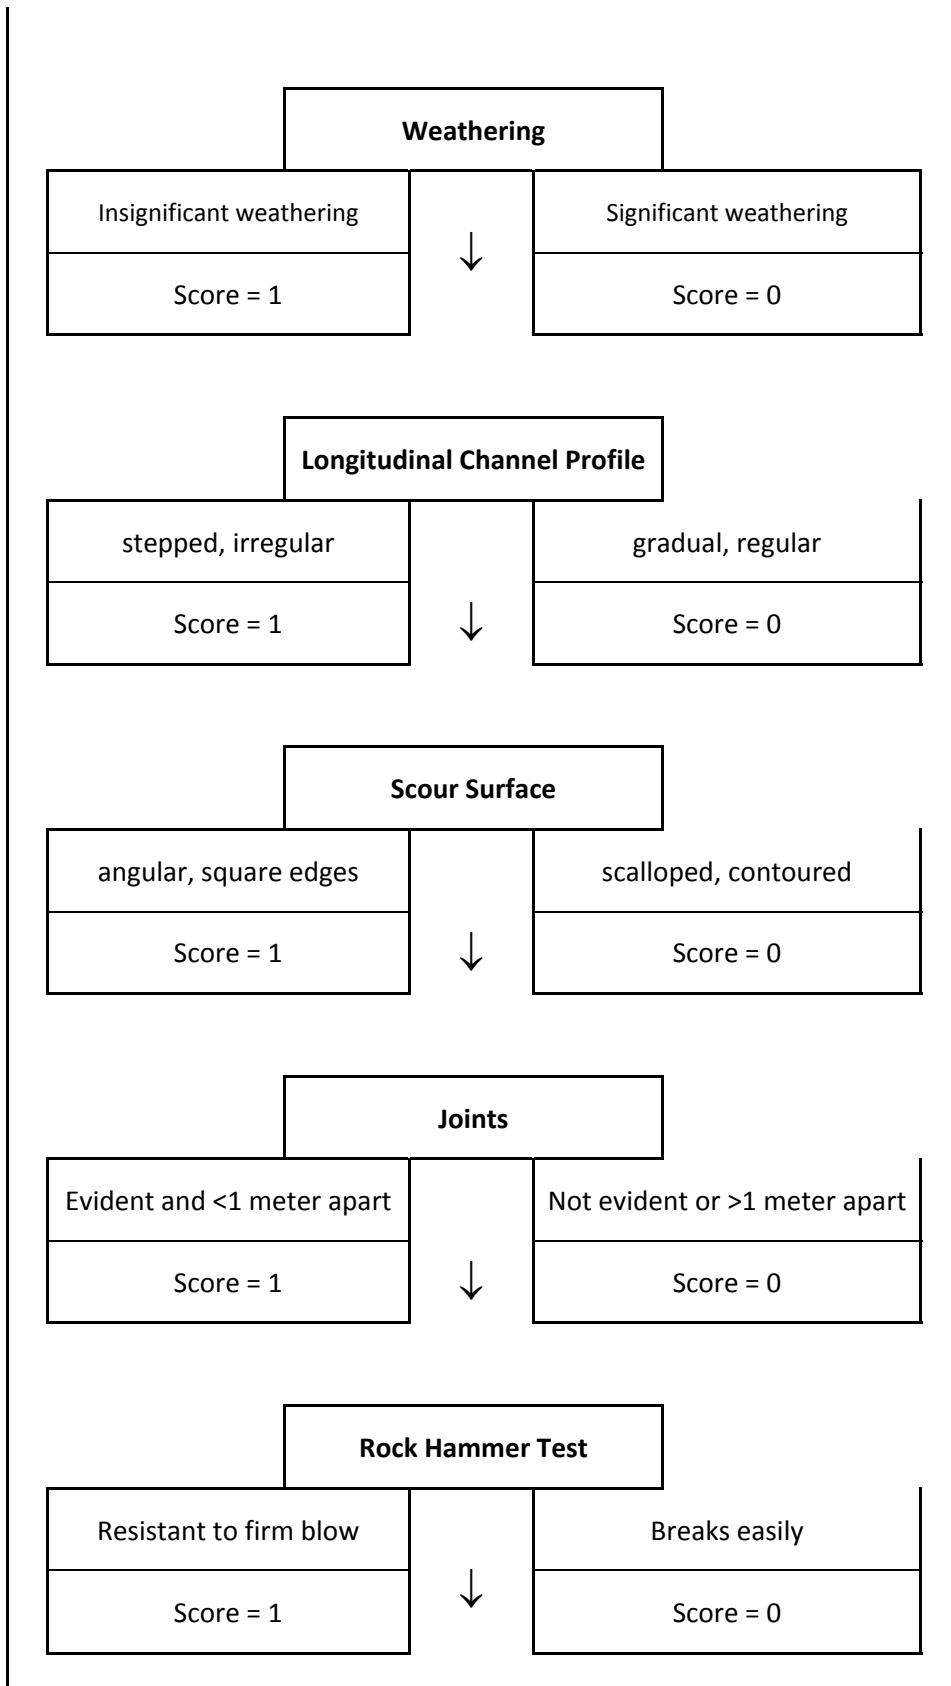 Weathering
Insignificant weathering
Significant weathering
↓
Score = 1
Score = 0
Longitudinal Channel Profile
stepped, irregular
gradual, regular
Score = 1
↓
Score = 0
Scour Surface
angular, square edges
scalloped, contoured
Score = 1
↓
Score = 0
Joints
Evident and <1 meter apart
Not evident or >1 meter apart
Score = 1
↓
Score = 0
Rock Hammer Test
Resistant to firm blow
Breaks easily
Score = 1
↓
Score = 0